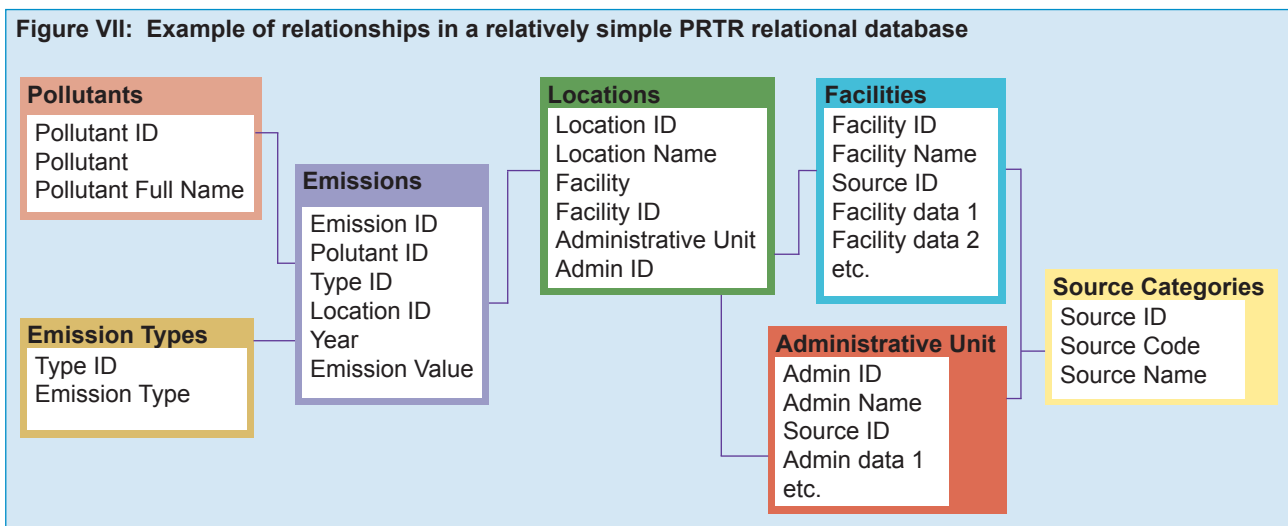 Figure VII: Example of relationships in a relatively simple PRTR relational database
Pollutants
Pollutant ID
Pollutant
Pollutant Full Name
Emission Types
Type ID
Emission Type
Emissions
Emission ID
Polutant ID
Type ID
Location ID
Year
Emission Value
Locations
Location ID
Location Name
Facility
Facility ID
Administrative Unit
Admin ID
Facilities
Facility ID
Facility Name
Source ID
Facility data 1
Facility data 2
etc.
Administrative Unit
Admin ID
Admin Name
Source ID
Admin data 1
etc.
Source Categories
Source ID
Source Code
Source Name